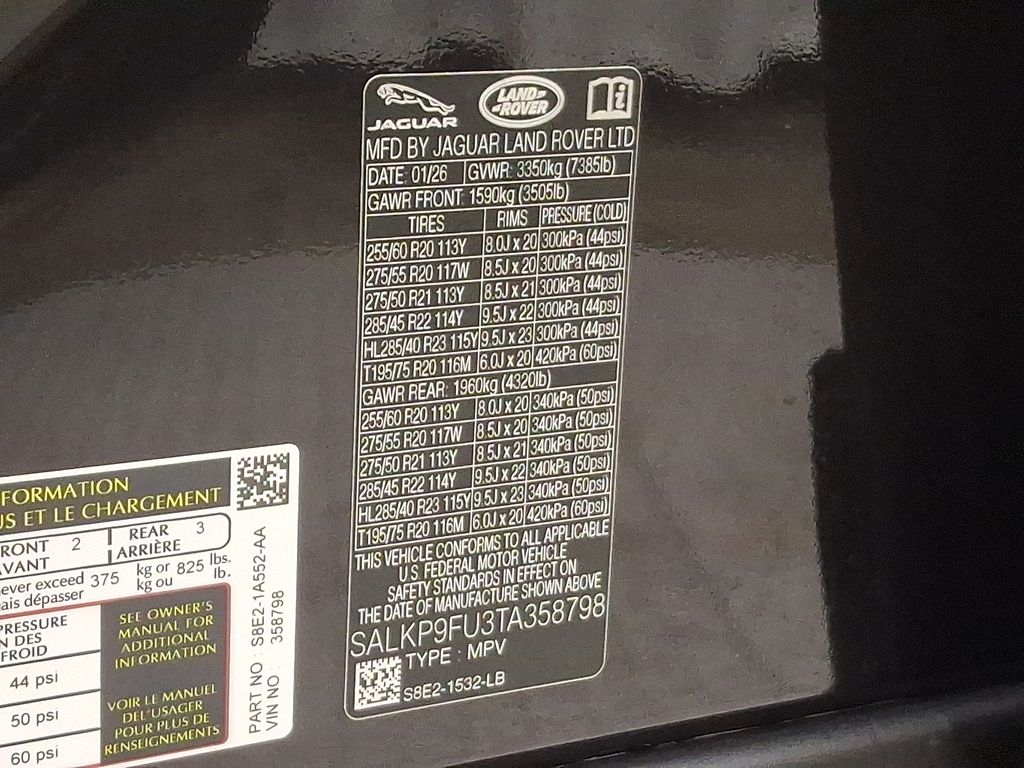 JAGUAR
LAND-
-ROVER
MFD BY JAGUAR LAND ROVER LTD
DATE: 01/26 GVWR: 3350kg (7385lb)
GAWR FRONT: 1590kg (3505lb)
TIRES RIMS PRESSURE (COLD)
255/60 R20 113Y 8.0J x 20 300kPa (44psi)
275/55 R20 117W 8.5J x 20 300kPa (44psi)
275/50 R21 113Y 8.5J x 21 300kPa (44psi)
285/45 R22 114Y 9.5J x 22 300kPa (44psi)
HL285/40 R23 115Y 9.5J x 23 300kPa (44psi)
T195/75 R20 116M 6.0J x 20 420kPa (60psi)
GAWR REAR: 1960kg (4320lb)
255/60 R20 113Y 8.0J x 20 340kPa (50psi)
275/55 R20 117W 8.5J x 20 340kPa (50psi)
275/50 R21 113Y 8.5J x 21 340kPa (50psi)
285/45 R22 114Y 9.5J x 22 340kPa (50psi)
HL285/40 R23 115Y 9.5J x 23 340kPa (50psi)
T195/75 R20 116M 6.0J x 20 420kPa (60psi)
THIS VEHICLE CONFORMS TO ALL APPLICABLE
U.S. FEDERAL MOTOR VEHICLE
SAFETY STANDARDS IN EFFECT ON
THE DATE OF MANUFACTURE SHOWN ABOVE
SALKP9FU3TA358798
TYPE : MPV
S8E2-1532-LB
FORMATION
US ET LE CHARGEMENT
RONT 2 REAR 3
AVANT ARRIÈRE
never exceed 375 kg or 825 lbs.
ais dépasser kg ou lb.
PRESSURE
N DES
FROID
44 psi
50 psi
60 psi
SEE OWNER'S
MANUAL FOR
ADDITIONAL
INFORMATION
VOIR LE MANUEL
DEL'USAGER
POUR PLUS DE
RENSEIGNEMENTS
PART NO : S8E2-1A552-AA
VIN NO : 358798